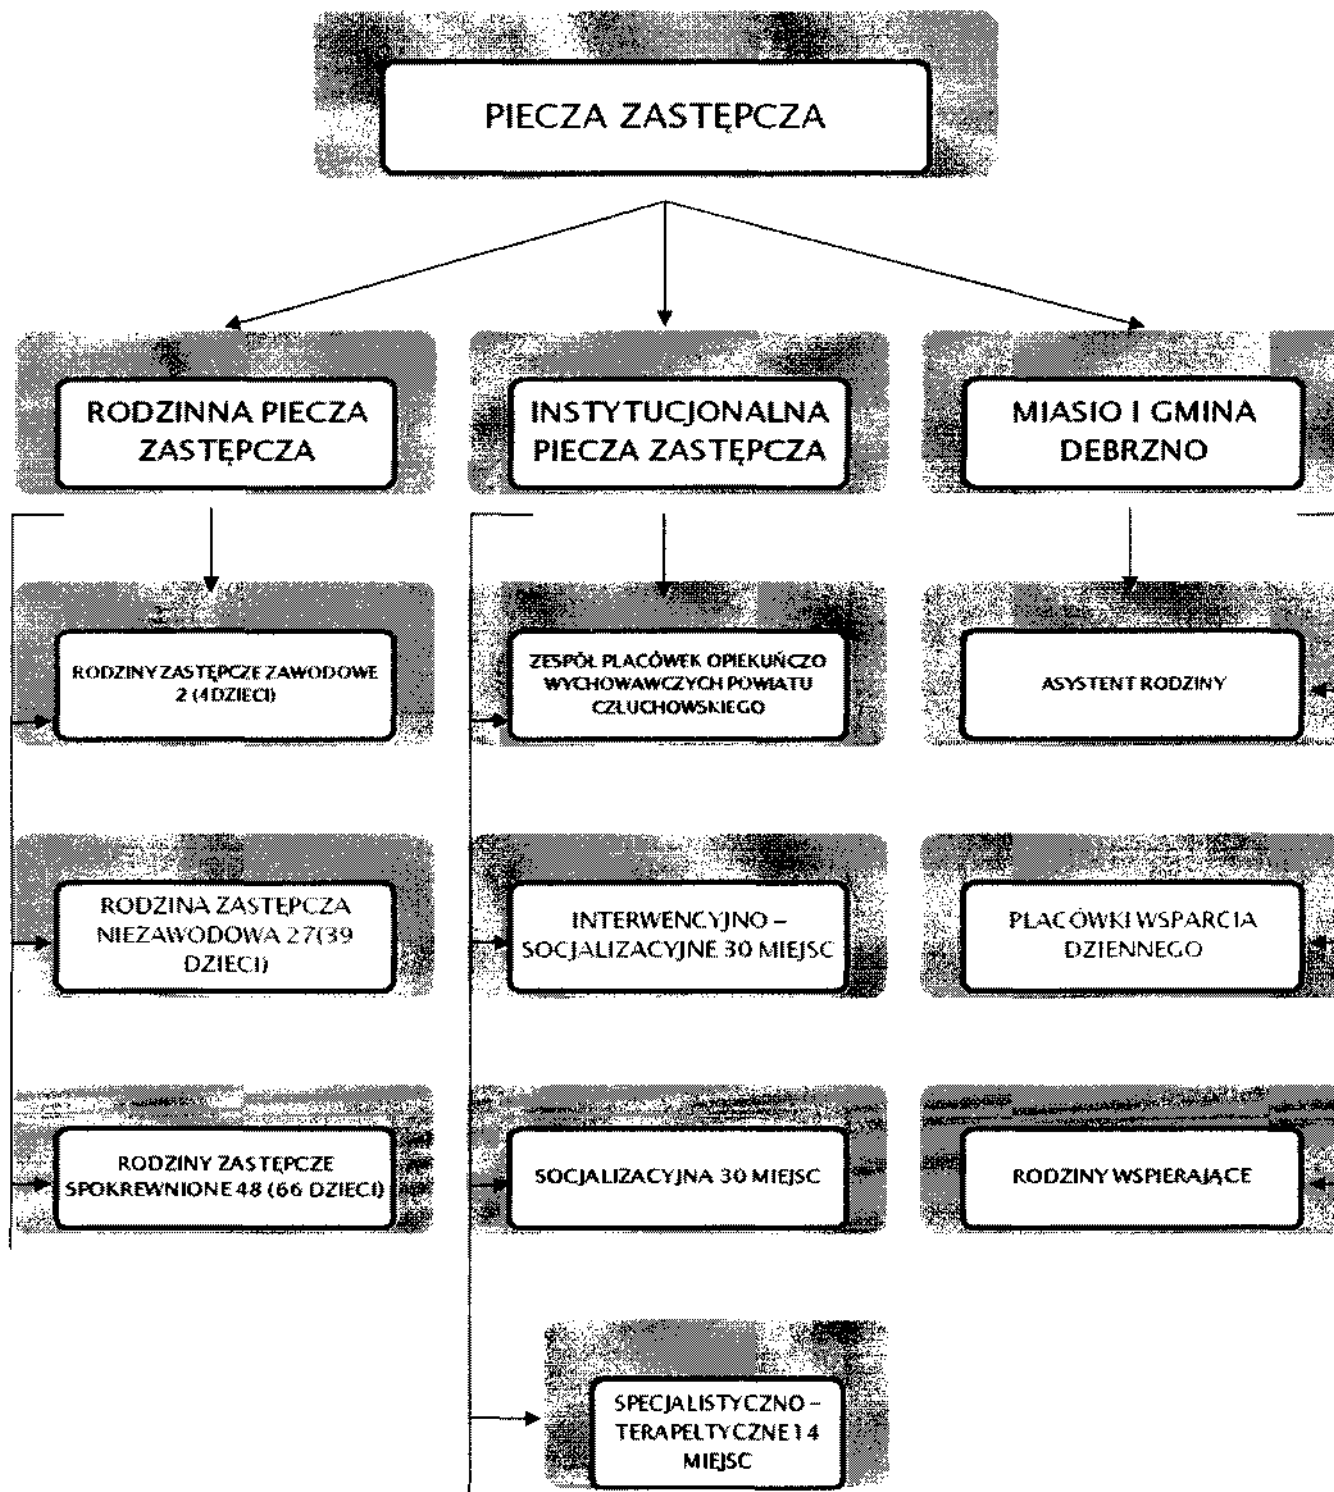 PIECZA ZASTĘPCZA
RODZINNA PIECZA
ZASTĘPCZA
INSTYTUCJONALNA
PIECZA ZASTĘPCZA
MIASIO I GMINA
DEBRZNO
RODZINY ZASTĘPCZE ZAWODOWE
2 (4DZIECI)
ZESPÓŁ PLACÓWEK OPIEKUŃCZO
WYCHOWAWCZYCH POWIATU
CZŁUCHOWSKIEGO
ASYSTENT RODZINY
RODZINA ZASTĘPCZA
NIEZAWODOWA 27(39
DZIECI)
INTERWENCYJNO –
SOCJALIZACYJNE 30 MIEJSC
PLACÓWKI WSPARCIA
DZIENNEGO
RODZINY ZASTĘPCZE
SPOKREWNIONE 48 (66 DZIECI)
SOCJALIZACYJNA 30 MIEJSC
RODZINY WSPIERAJĄCE
SPECJALISTYCZNO –
TERAPELTYCZNE 14
MIEJSC